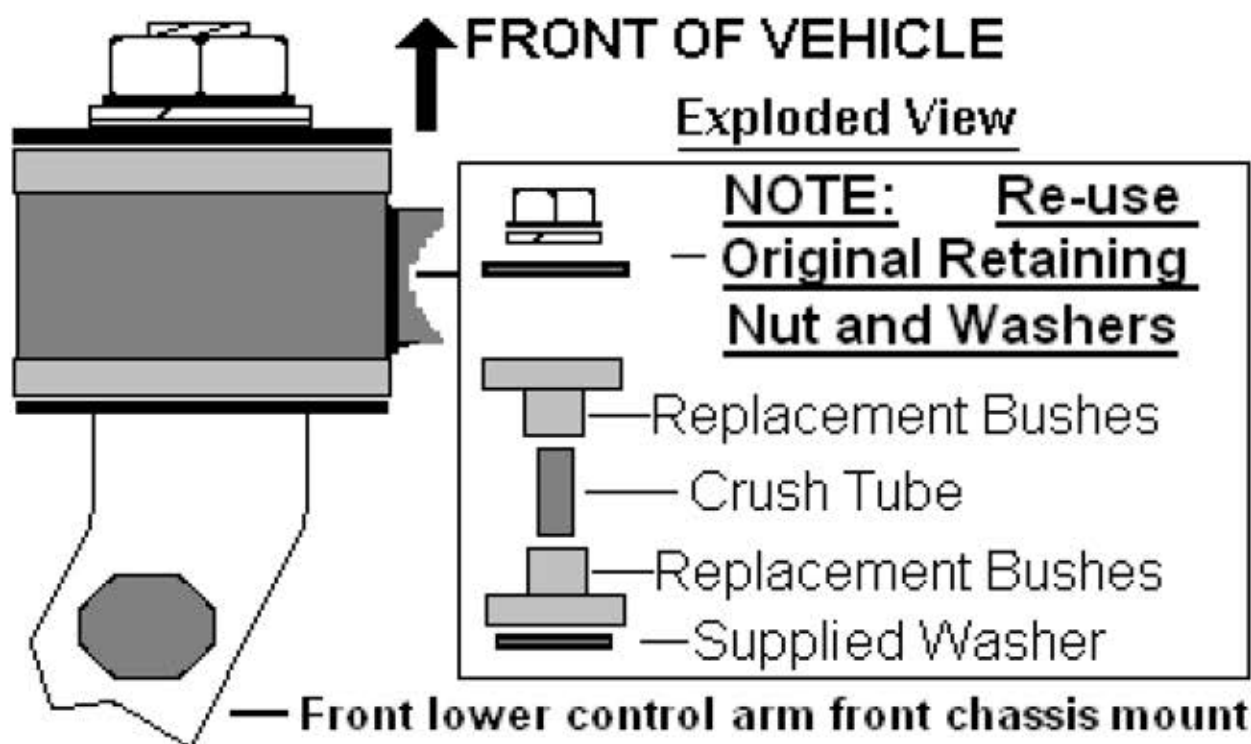 FRONT OF VEHICLE
Exploded View
NOTE: Re-use
Original Retaining
Nut and Washers
Replacement Bushes
Crush Tube
Replacement Bushes
Supplied Washer
Front lower control arm front chassis mount